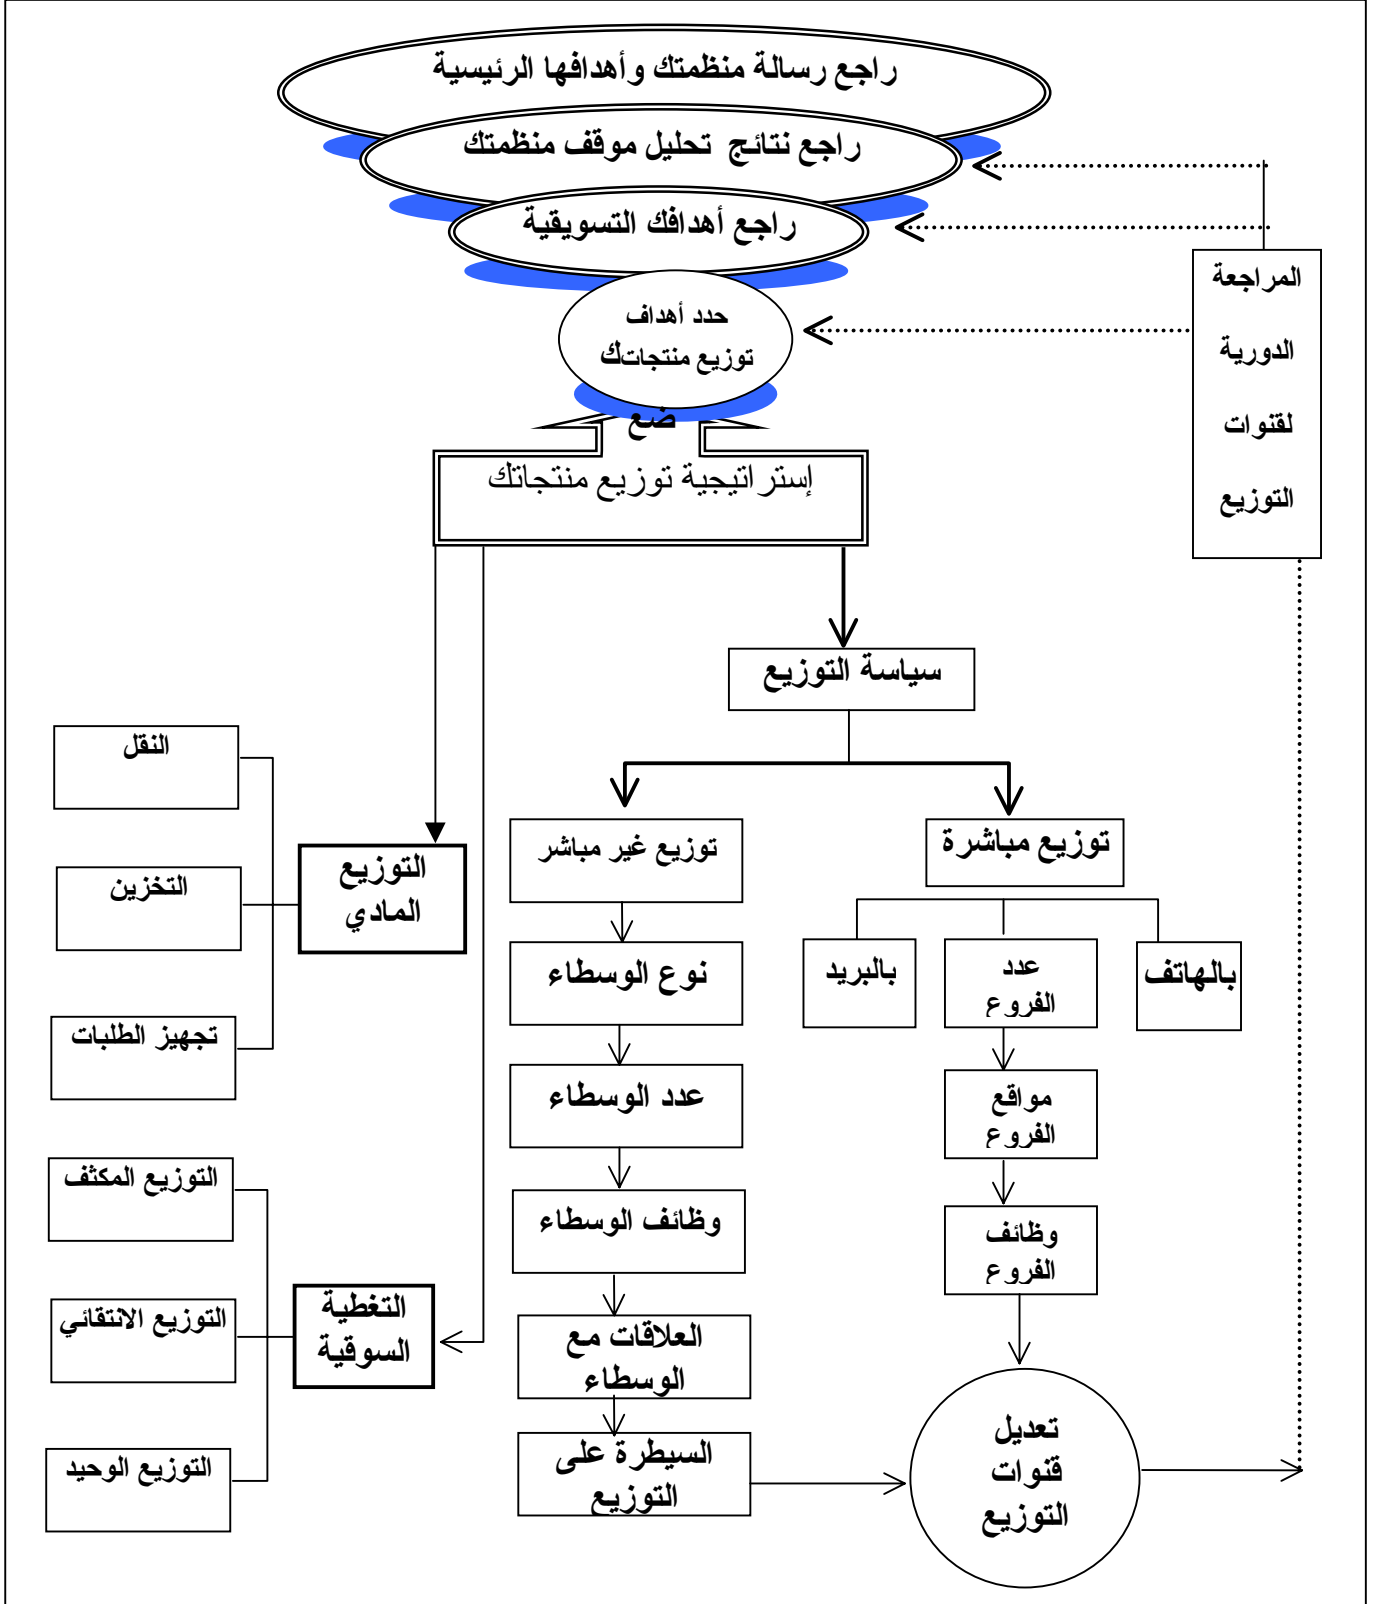 راجع رسالة منظمتك وأهدافها الرئيسية
راجع نتائج تحليل موقف منظمتك
راجع أهدافك التسويقية
حدد أهداف
توزيع منتجاتك
ضع
إستراتيجية توزيع منتجاتك
المراجعة
الدورية
لقنوات
التوزيع
سياسة التوزيع
توزيع مباشرة
توزيع غير مباشر
بالهاتف
عدد
الفروع
بالبريد
مواقع
الفروع
وظائف
الفروع
نوع الوسطاء
عدد الوسطاء
وظائف الوسطاء
العلاقات مع
الوسطاء
السيطرة على
التوزيع
تعديل
قنوات
التوزيع
التوزيع
المادي
النقل
التخزين
تجهيز الطلبات
التغطية
السوقية
التوزيع المكثف
التوزيع الانتقائي
التوزيع الوحيد